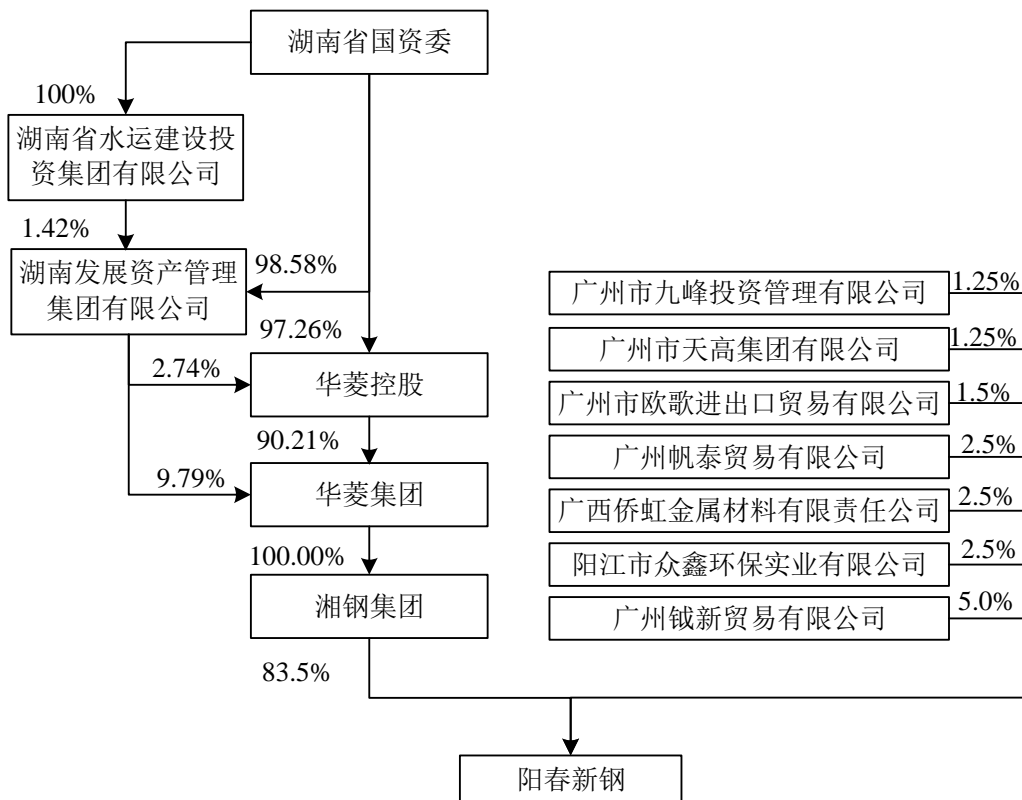 湖南省国资委
100%
湖南省水运建设投
资集团有限公司
1.42%
湖南发展资产管理
集团有限公司
98.58%
97.26%
2.74%
华菱控股
90.21%
9.79%
华菱集团
100.00%
湘钢集团
83.5%
广州市九峰投资管理有限公司
1.25%
广州市天高集团有限公司
1.25%
广州市欧歌进出口贸易有限公司
1.5%
广州帆泰贸易有限公司
2.5%
广西侨虹金属材料有限责任公司
2.5%
阳江市众鑫环保实业有限公司
2.5%
广州钺新贸易有限公司
5.0%
阳春新钢